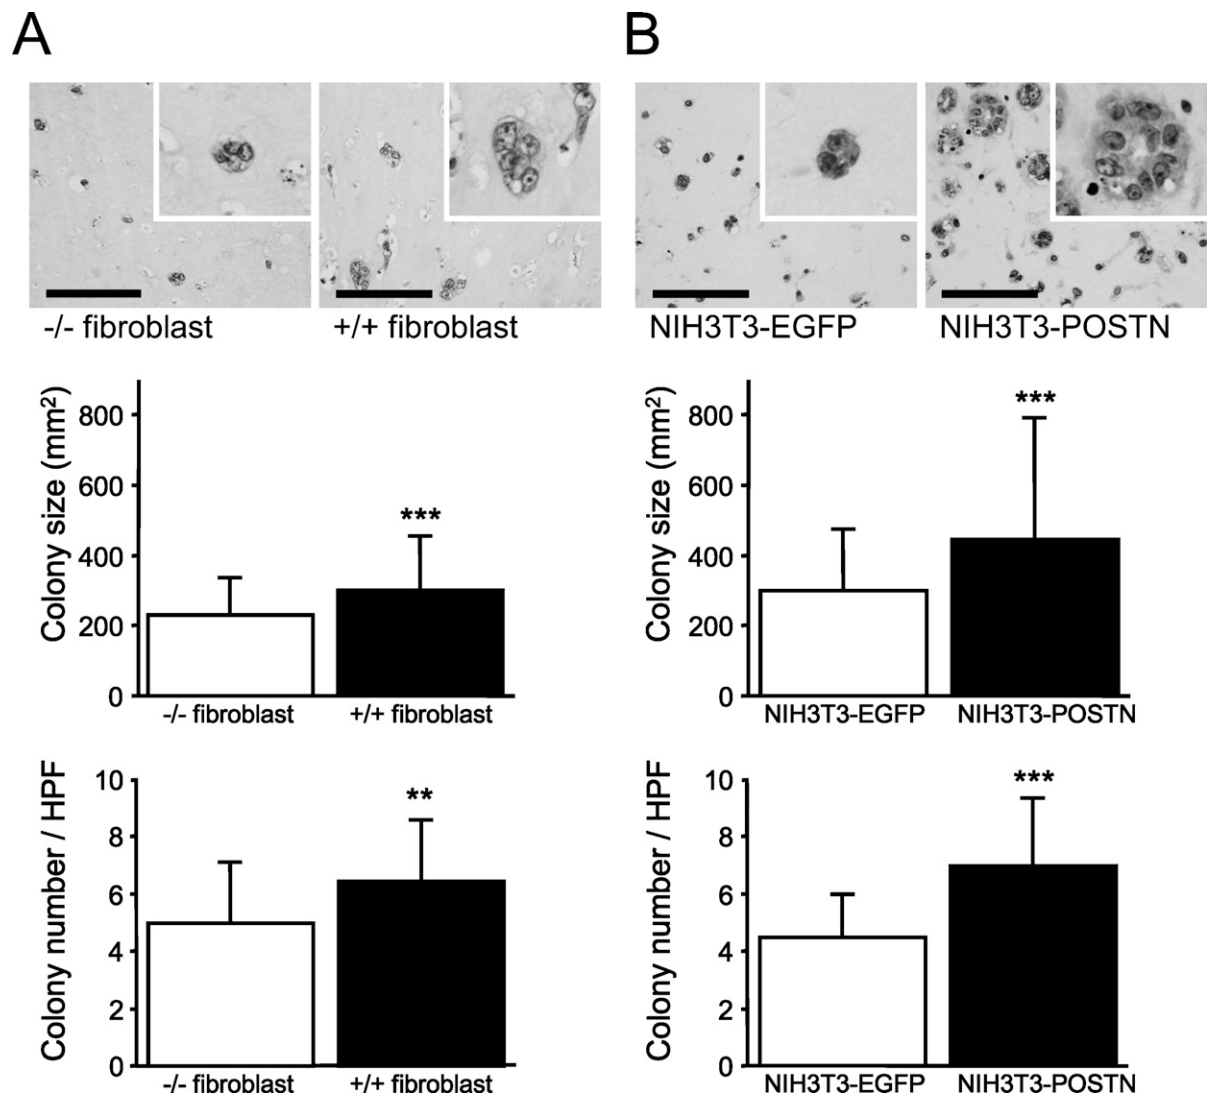 A
B
-/- fibroblast
+/+ fibroblast
NIH3T3-EGFP
NIH3T3-POSTN
Colony size (mm²)
800
600
400
200
0
***
-/- fibroblast
+/+ fibroblast
Colony size (mm²)
800
600
400
200
0
***
NIH3T3-EGFP
NIH3T3-POSTN
Colony number / HPF
10
8
6
4
2
0
**
-/- fibroblast
+/+ fibroblast
Colony number / HPF
10
8
6
4
2
0
***
NIH3T3-EGFP
NIH3T3-POSTN